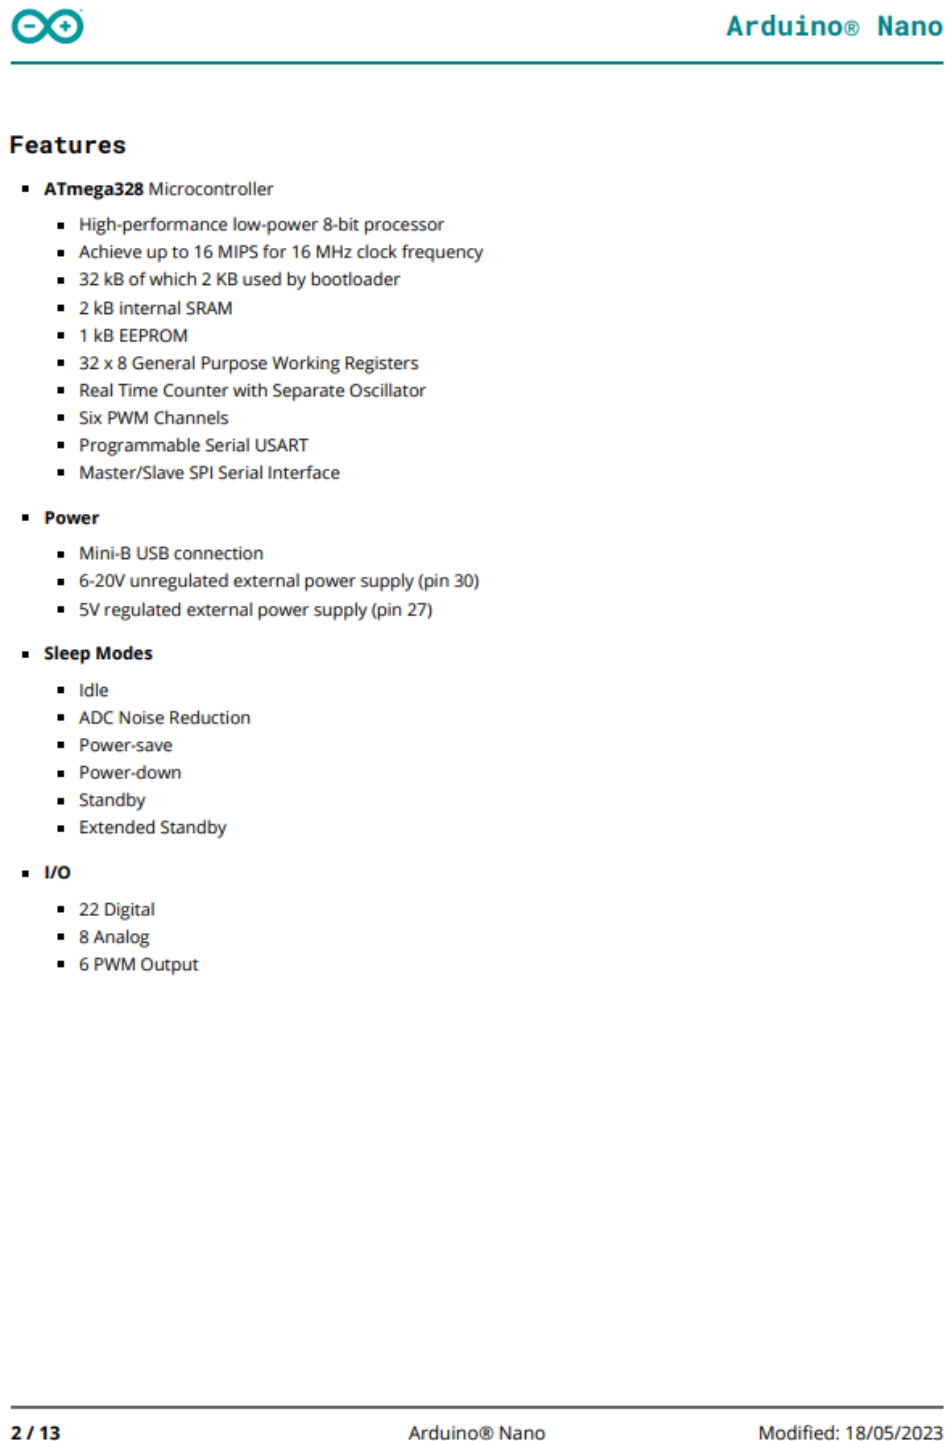 Arduino® Nano
Features
ATmega328 Microcontroller
High-performance low-power 8-bit processor
Achieve up to 16 MIPS for 16 MHz clock frequency
32 kB of which 2 KB used by bootloader
2 kB internal SRAM
1 kB EEPROM
32 x 8 General Purpose Working Registers
Real Time Counter with Separate Oscillator
Six PWM Channels
Programmable Serial USART
Master/Slave SPI Serial Interface
Power
Mini-B USB connection
6-20V unregulated external power supply (pin 30)
5V regulated external power supply (pin 27)
Sleep Modes
Idle
ADC Noise Reduction
Power-save
Power-down
Standby
Extended Standby
I/O
22 Digital
8 Analog
6 PWM Output
2 / 13 Arduino® Nano Modified: 18/05/2023